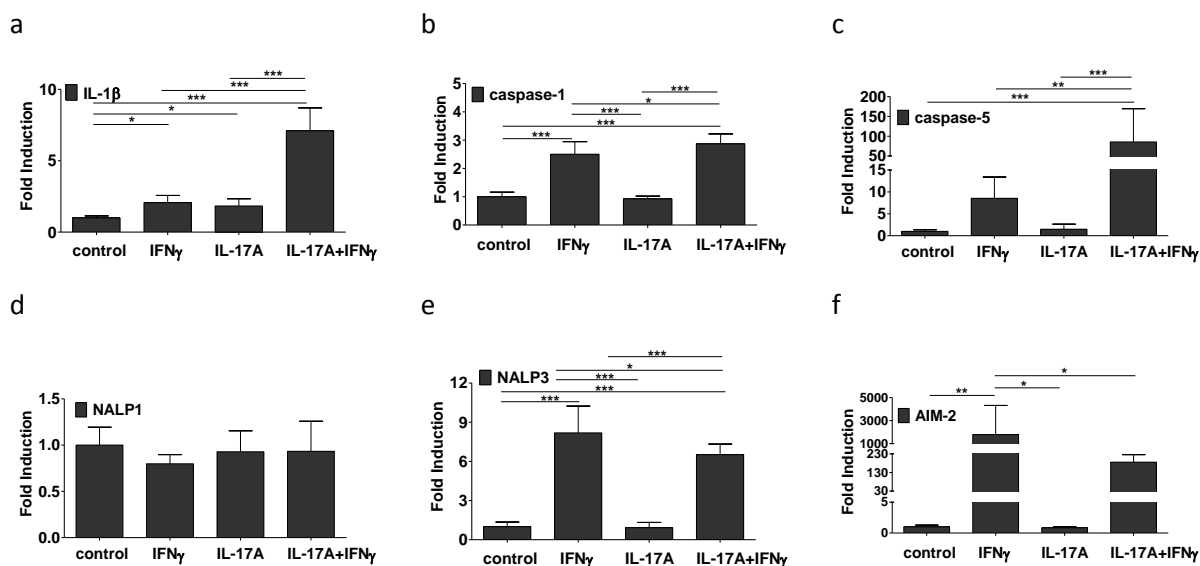 a
IL-1β
Fold Induction
10
5
0
***
***
***
*
*
control IFNγ IL-17A IL-17A+IFNγ
b
caspase-1
Fold Induction
5
4
3
2
1
0
***
*
***
***
***
control IFNγ IL-17A IL-17A+IFNγ
c
caspase-5
Fold Induction
200
150
100
50
15
10
5
0
***
**
***
control IFNγ IL-17A IL-17A+IFNγ
d
NALP1
Fold Induction
1.5
1.0
0.5
0.0
control IFNγ IL-17A IL-17A+IFNγ
e
NALP3
Fold Induction
12
9
6
3
0
***
*
***
***
***
control IFNγ IL-17A IL-17A+IFNγ
f
AIM-2
Fold Induction
5000
3000
1000
230
130
30
5
0
*
**
*
control IFNγ IL-17A IL-17A+IFNγ